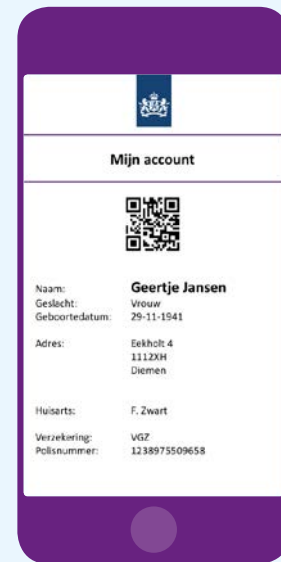 Mijn account
Naam: Geertje Jansen
Geslacht: Vrouw
Geboortedatum: 29-11-1941
Adres: Eekholt 4
1112XH
Diemen
Huisarts: F. Zwart
Verzekering: VGZ
Polisnummer: 1238975509658